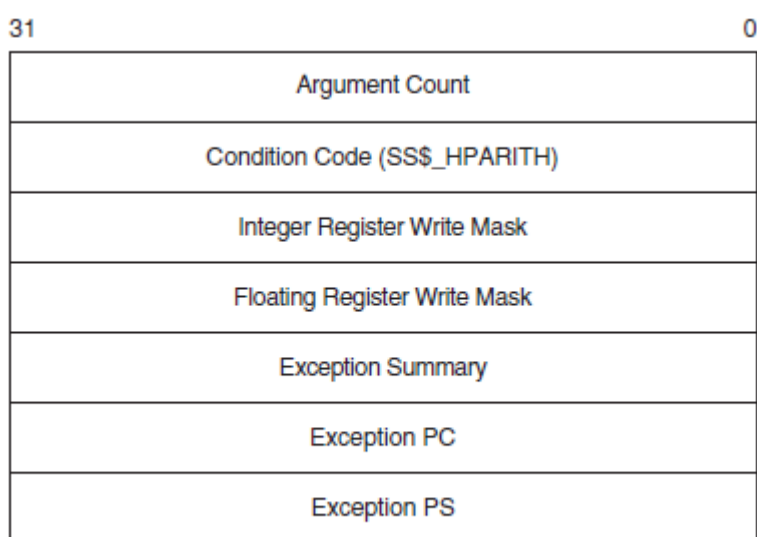 31 0
Argument Count
Condition Code (SS$_HPARITH)
Integer Register Write Mask
Floating Register Write Mask
Exception Summary
Exception PC
Exception PS